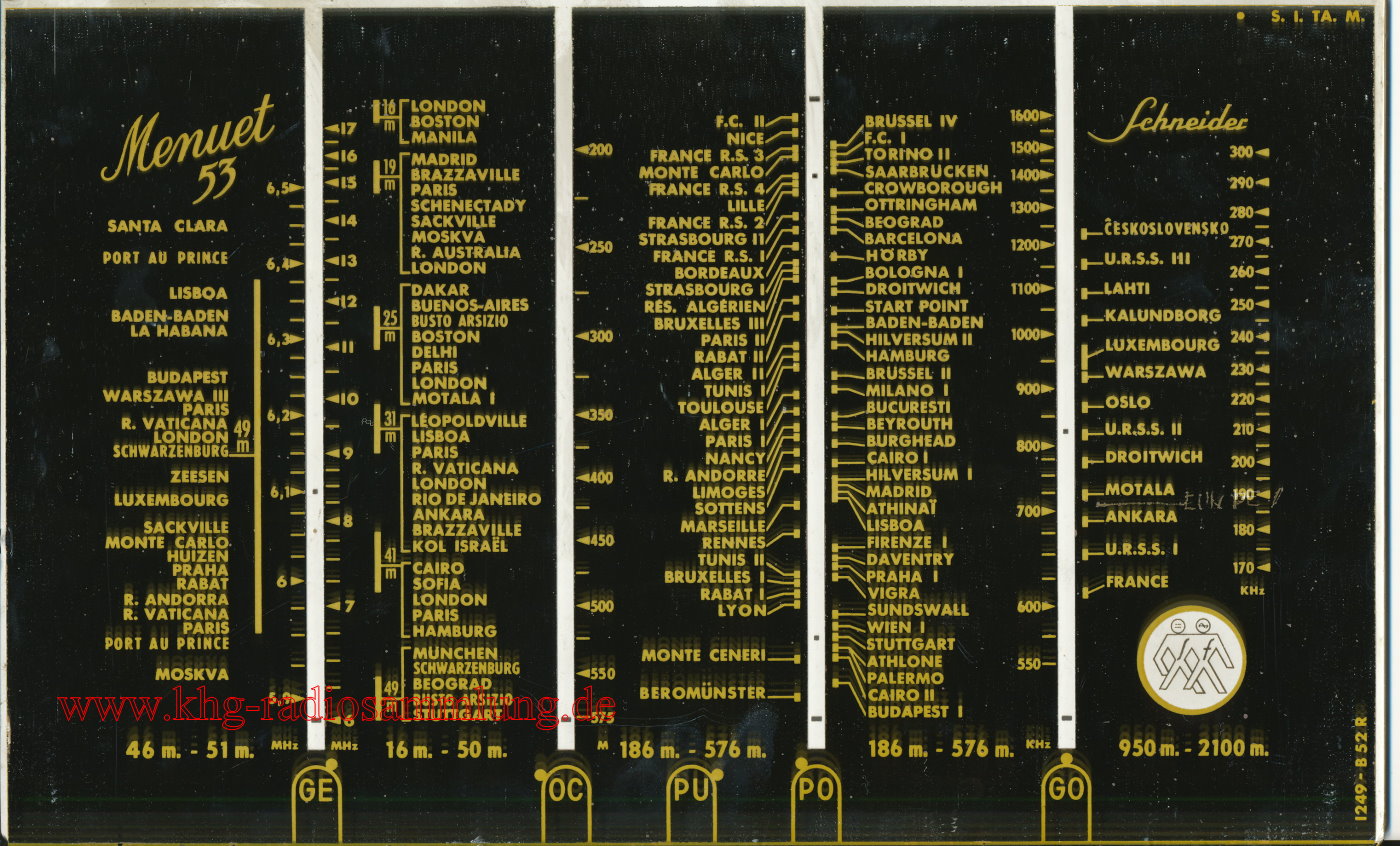 S. I. TA. M.
Menuet
53
6,5
6,4
6,3
6,2
6,1
6
5,9
SANTA CLARA
PORT AU PRINCE
LISBOA
BADEN-BADEN
LA HABANA
BUDAPEST
WARSZAWA III
PARIS
R. VATICANA
LONDON
SCHWARZENBURG
49
m
ZEESEN
LUXEMBOURG
SACKVILLE
MONTE CARLO
HUIZEN
PRAHA
RABAT
R. ANDORRA
R. VATICANA
PARIS
PORT AU PRINCE
MOSKVA
46 m. - 51 m.
MHz
17
16
15
14
13
12
11
10
9
8
7
6
MHz
16
m
LONDON
BOSTON
MANILA
19
m
MADRID
BRAZZAVILLE
PARIS
SCHENECTADY
SACKVILLE
MOSKVA
R. AUSTRALIA
LONDON
25
m
DAKAR
BUENOS-AIRES
BUSTO ARSIZIO
BOSTON
DELHI
PARIS
LONDON
MOTALA I
31
m
LÉOPOLDVILLE
LISBOA
PARIS
R. VATICANA
LONDON
RIO DE JANEIRO
ANKARA
BRAZZAVILLE
KOL ISRAËL
41
m
CAIRO
SOFIA
LONDON
PARIS
HAMBURG
49
m
MÜNCHEN
SCHWARZENBURG
BEOGRAD
BUSTO ARSIZIO
STUTTGART
16 m. - 50 m.
200
250
300
350
400
450
500
550
575
M
F.C. II
NICE
FRANCE R.S. 3
MONTE CARLO
FRANCE R.S. 4
LILLE
FRANCE R.S. 2
STRASBOURG II
FRANCE R.S. I
BORDEAUX
STRASBOURG I
RÉS. ALGÉRIEN
BRUXELLES III
PARIS II
RABAT II
ALGER II
TUNIS I
TOULOUSE
ALGER I
PARIS I
NANCY
R. ANDORRE
LIMOGES
SOTTENS
MARSEILLE
RENNES
TUNIS II
BRUXELLES I
RABAT I
LYON
MONTE CENERI
BEROMÜNSTER
186 m. - 576 m.
BRÜSSEL IV
F.C. I
TORINO II
SAARBRÜCKEN
CROWBOROUGH
OTTRINGHAM
BEOGRAD
BARCELONA
HÖRBY
BOLOGNA I
DROITWICH
START POINT
BADEN-BADEN
HILVERSUM II
HAMBURG
BRÜSSEL II
MILANO I
BUCURESTI
BEYROUTH
BURGHEAD
CAIRO I
HILVERSUM I
MADRID
ATHINAÏ
LISBOA
FIRENZE I
DAVENTRY
PRAHA I
VIGRA
SUNDSWALL
WIEN I
STUTTGART
ATHLONE
PALERMO
CAIRO II
BUDAPEST I
186 m. - 576 m.
1600
1500
1400
1300
1200
1100
1000
900
800
700
600
550
KHz
Schneider
ČESKOSLOVENSKO
U.R.S.S. III
LAHTI
KALUNDBORG
LUXEMBOURG
WARSZAWA
OSLO
U.R.S.S. II
DROITWICH
MOTALA
ANKARA
U.R.S.S. I
FRANCE
300
290
280
270
260
250
240
230
220
210
200
190
180
170
KHz
950 m. - 2100 m.
1249 - B 52 R
GE
OC
PU
PO
GO
www.khg-radiosammlung.de